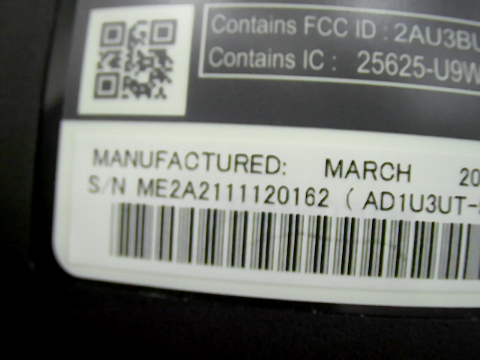 Contains FCC ID : 2AU3BU
Contains IC : 25625-U9W
MANUFACTURED: MARCH 20
S/N ME2A2111120162 ( AD1U3UT-